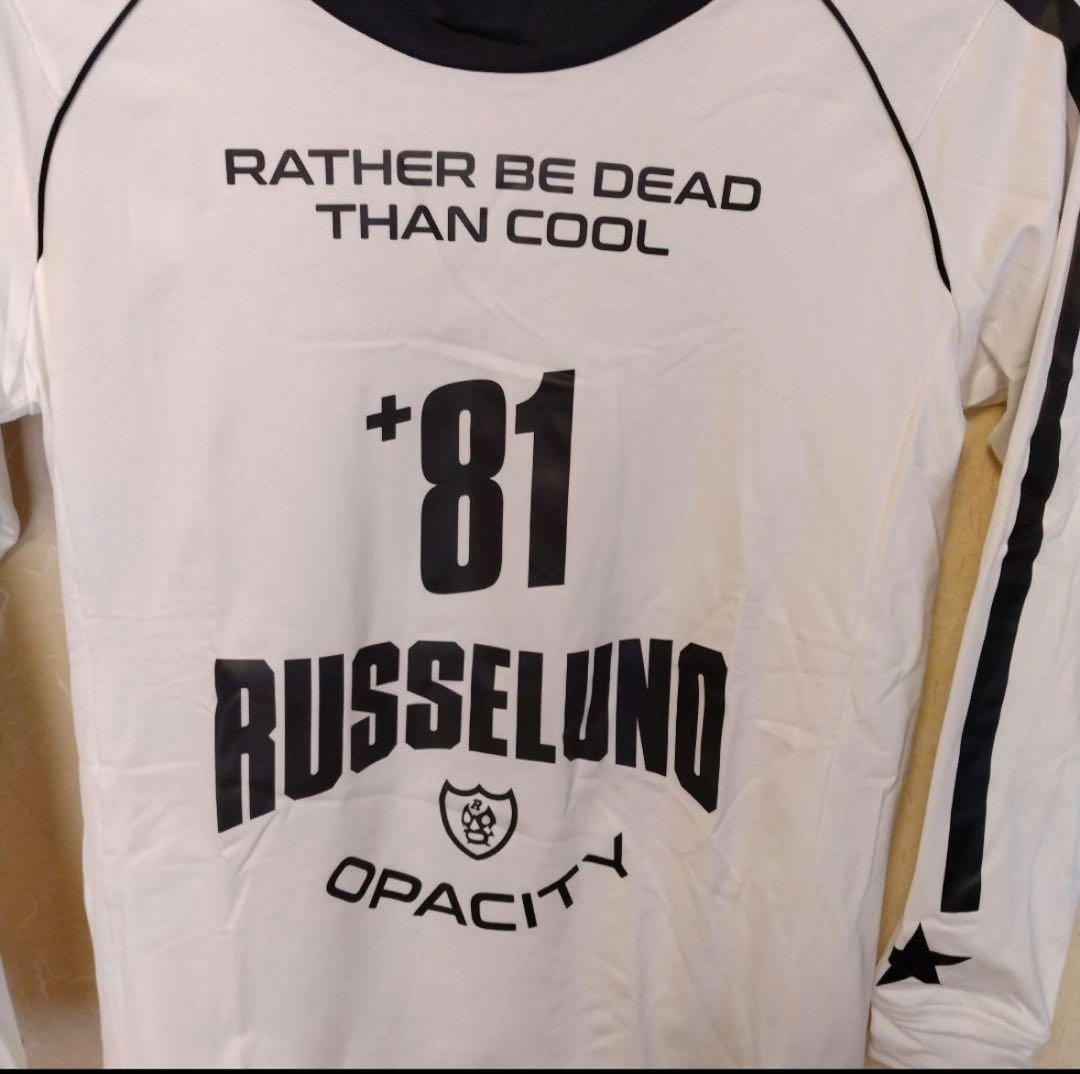 RATHER BE DEAD
THAN COOL
+81
RUSSELUNO
R
OPACITY